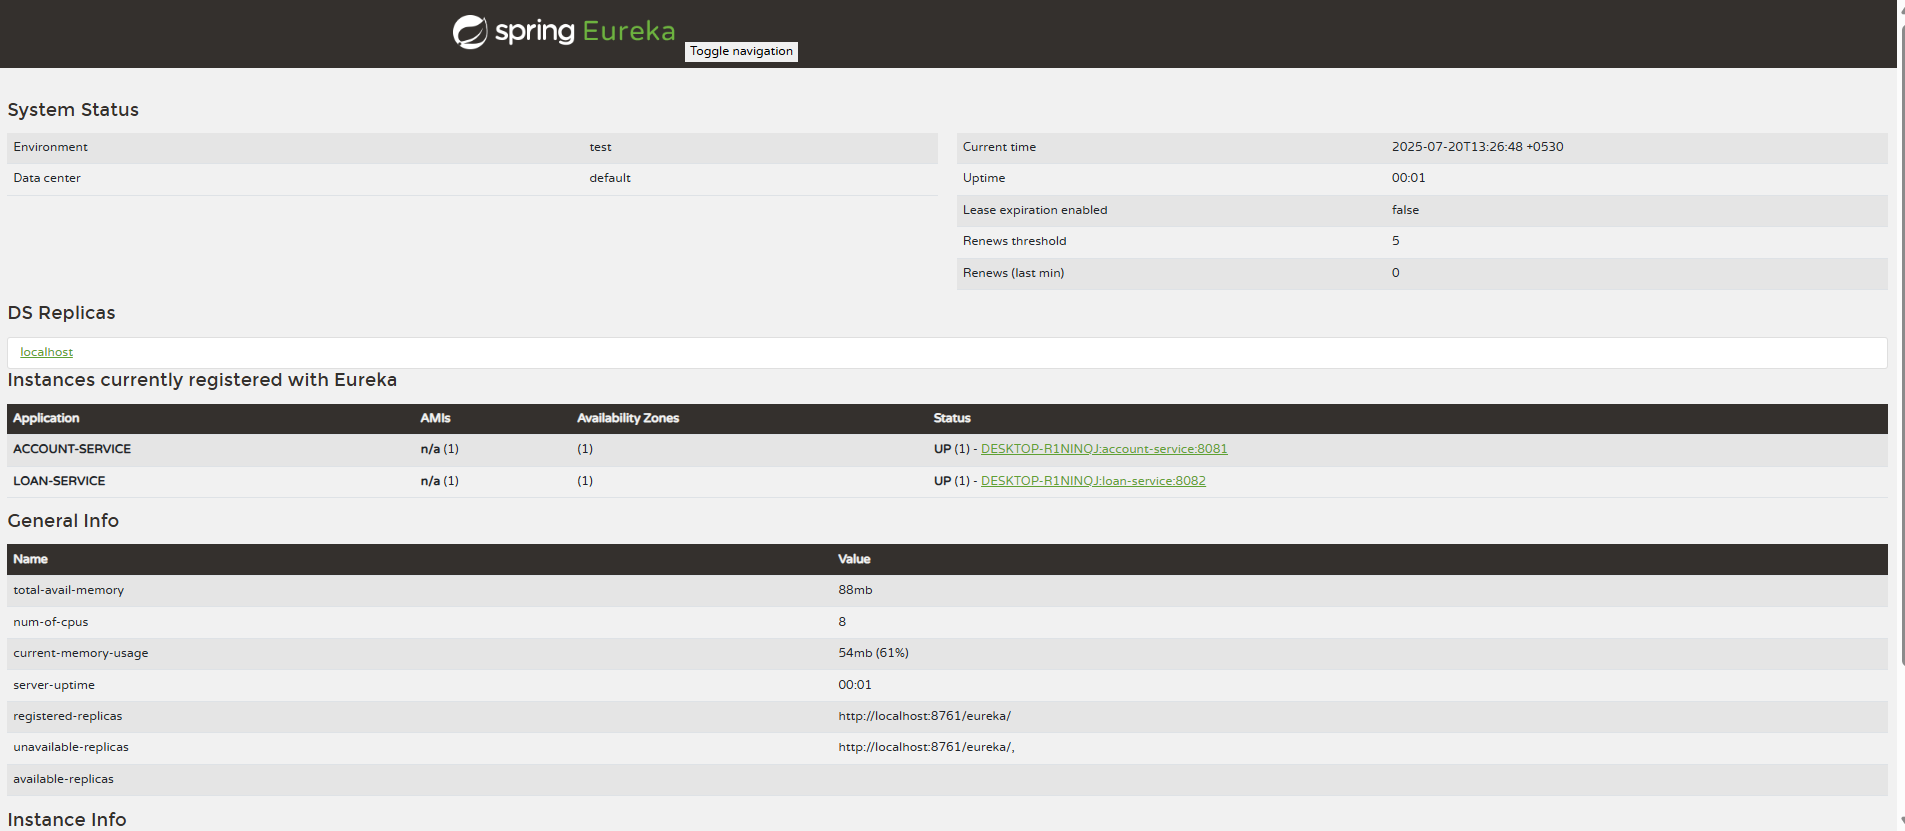 spring Eureka
Toggle navigation
System Status
Environment test
Data center default
Current time 2025-07-20T13:26:48 +0530
Uptime 00:01
Lease expiration enabled false
Renews threshold 5
Renews (last min) 0
DS Replicas
localhost
Instances currently registered with Eureka
Application AMIs Availability Zones Status
ACCOUNT-SERVICE n/a (1) (1) UP (1) - DESKTOP-R1NINQJ:account-service:8081
LOAN-SERVICE n/a (1) (1) UP (1) - DESKTOP-R1NINQJ:loan-service:8082
General Info
Name Value
total-avail-memory 88mb
num-of-cpus 8
current-memory-usage 54mb (61%)
server-uptime 00:01
registered-replicas http://localhost:8761/eureka/
unavailable-replicas http://localhost:8761/eureka/,
available-replicas
Instance Info